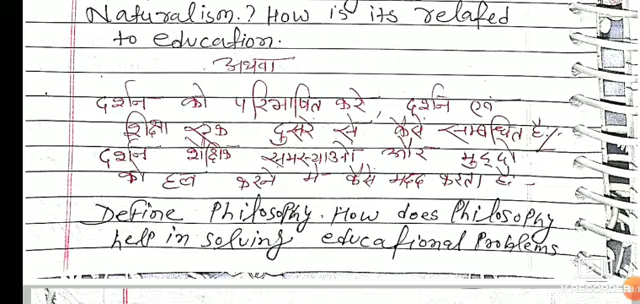 Naturalism.? How is its related
to education.
अथवा
दर्शन को परिभाषित करे, दर्शन एवं
शिक्षा एक दुसरे से कैसे सम्बन्धित है?
दर्शन शैक्षिक समस्याओं और मुद्दो
को हल करने मे कैसे मदद करता है -
Define Philosophy. How does Philosophy
help in solving educational Problems